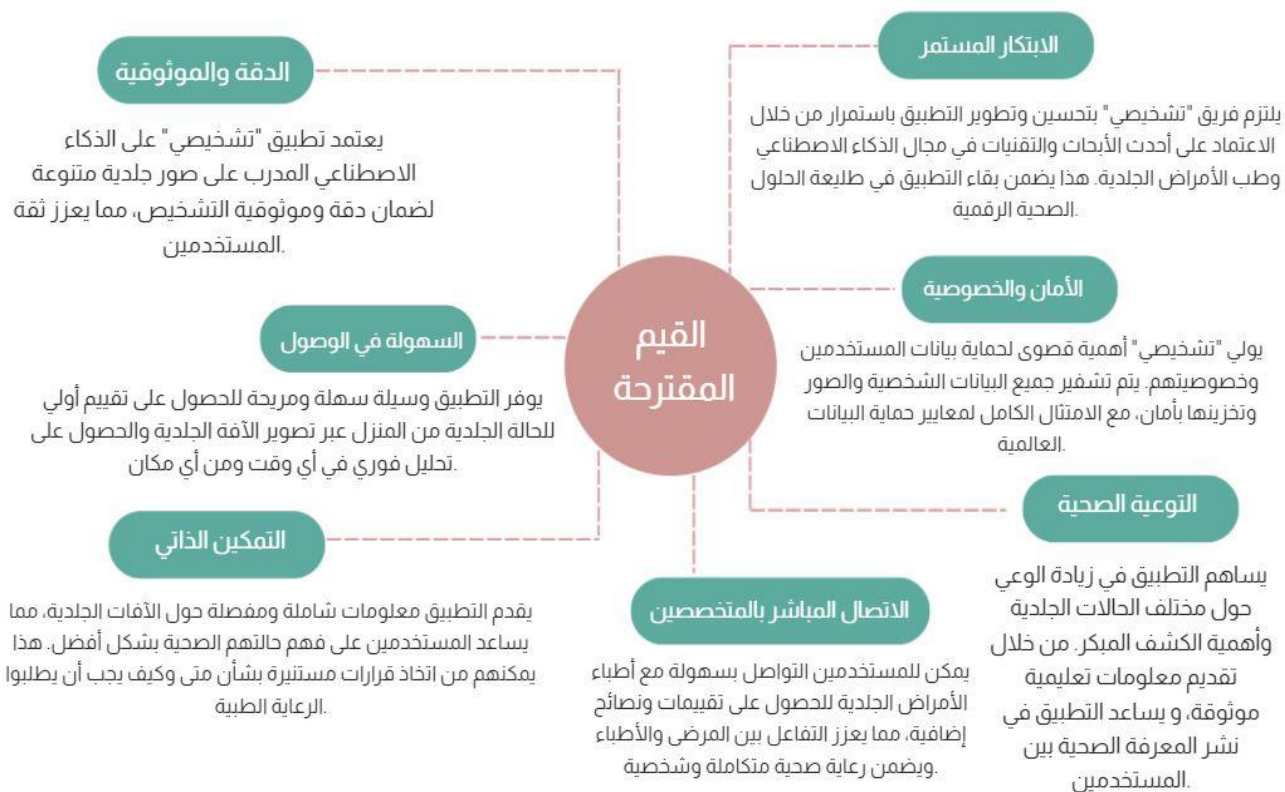 الابتكار المستمر
يلتزم فريق "تشخيصي" بتحسين وتطوير التطبيق باستمرار من خلال
الاعتماد على أحدث الأبحاث والتقنيات في مجال الذكاء الاصطناعي
وطب الأمراض الجلدية. هذا يضمن بقاء التطبيق في طليعة الحلول
الصحية الرقمية.
الدقة والموثوقية
يعتمد تطبيق "تشخيصي" على الذكاء
الاصطناعي المدرب على صور جلدية متنوعة
لضمان دقة وموثوقية التشخيص، مما يعزز ثقة
المستخدمين.
القيم
المقترحة
الأمان والخصوصية
يولي "تشخيصي" أهمية قصوى لحماية بيانات المستخدمين
وخصوصيتهم. يتم تشفير جميع البيانات الشخصية والصور
وتخزينها بأمان، مع الامتثال الكامل لمعايير حماية البيانات
العالمية.
السهولة في الوصول
يوفر التطبيق وسيلة سهلة ومريحة للحصول على تقييم أولي
للحالة الجلدية من المنزل عبر تصوير الآفة الجلدية والحصول على
تحليل فوري في أي وقت ومن أي مكان.
التوعية الصحية
يساهم التطبيق في زيادة الوعي
حول مختلف الحالات الجلدية
وأهمية الكشف المبكر. من خلال
تقديم معلومات تعليمية
موثوقة، و يساعد التطبيق في
نشر المعرفة الصحية بين
المستخدمين.
الاتصال المباشر بالمتخصصين
يمكن للمستخدمين التواصل بسهولة مع أطباء
الأمراض الجلدية للحصول على تقييمات ونصائح
إضافية، مما يعزز التفاعل بين المرضى والأطباء
ويضمن رعاية صحية متكاملة وشخصية.
التمكين الذاتي
يقدم التطبيق معلومات شاملة ومفصلة حول الآفات الجلدية، مما
يساعد المستخدمين على فهم حالتهم الصحية بشكل أفضل. هذا
يمكنهم من اتخاذ قرارات مستنيرة بشأن متى وكيف يجب أن يطلبوا
الرعاية الطبية.